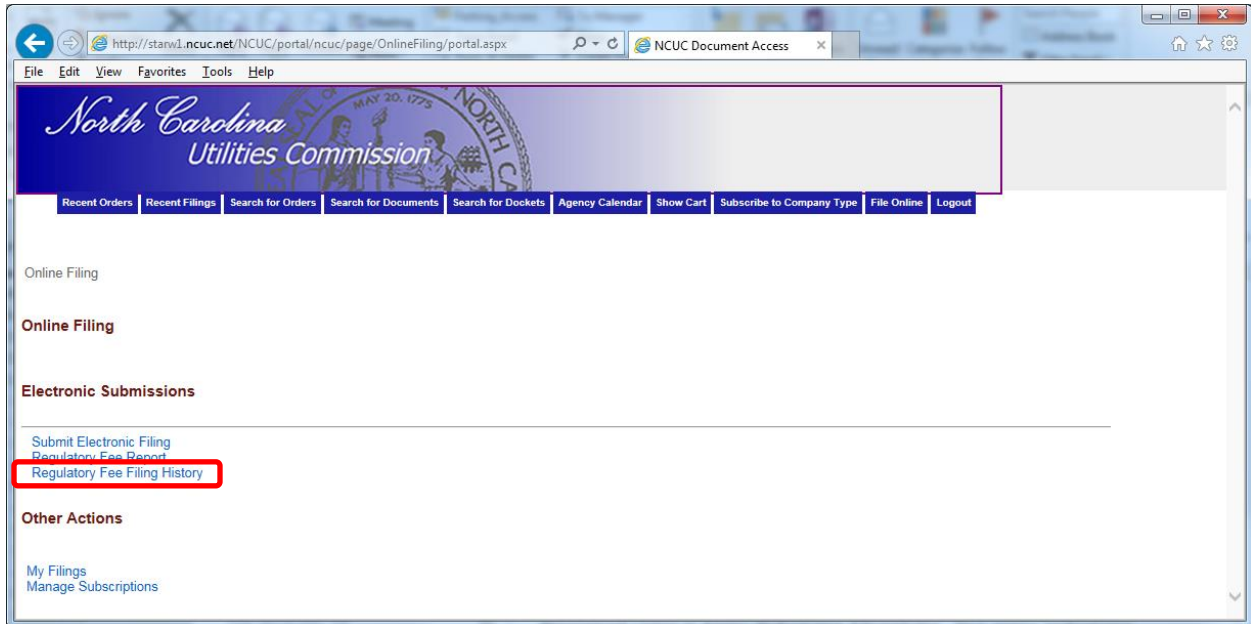 http://starw1.ncuc.net/NCUC/portal/ncuc/page/OnlineFiling/portal.aspx
NCUC Document Access
File Edit View Favorites Tools Help
North Carolina
Utilities Commission
MAY 20. 1775
Recent Orders Recent Filings Search for Orders Search for Documents Search for Dockets Agency Calendar Show Cart Subscribe to Company Type File Online Logout
Online Filing
Online Filing
Electronic Submissions
Submit Electronic Filing
Regulatory Fee Report
Regulatory Fee Filing History
Other Actions
My Filings
Manage Subscriptions